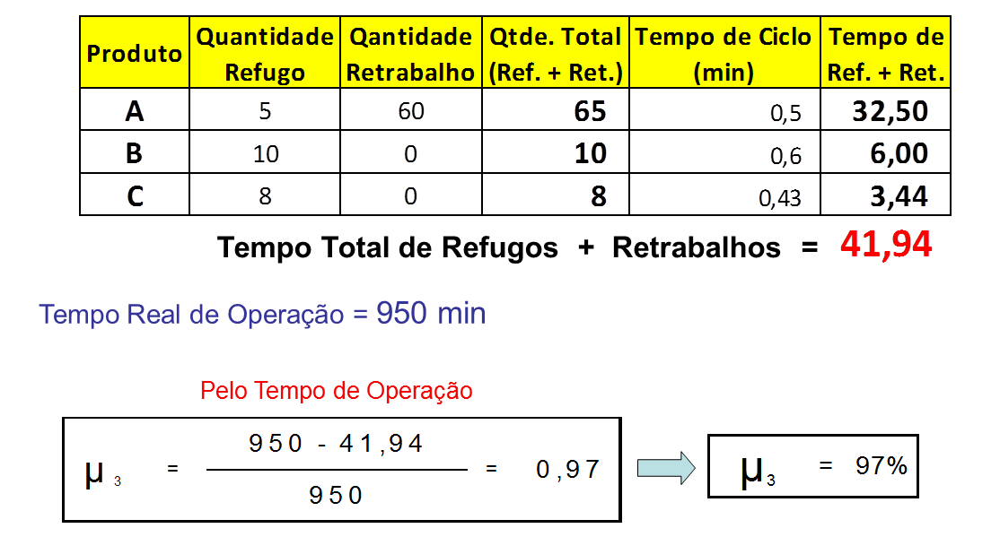 Produto Quantidade Refugo Qantidade Retrabalho Qtde. Total (Ref. + Ret.) Tempo de Ciclo (min) Tempo de Ref. + Ret.
A 5 60 65 0,5 32,50
B 10 0 10 0,6 6,00
C 8 0 8 0,43 3,44
Tempo Total de Refugos + Retrabalhos = 41,94
Tempo Real de Operação = 950 min
Pelo Tempo de Operação
950 - 41,94
μ 3 = = 0,97
950
μ3 = 97%